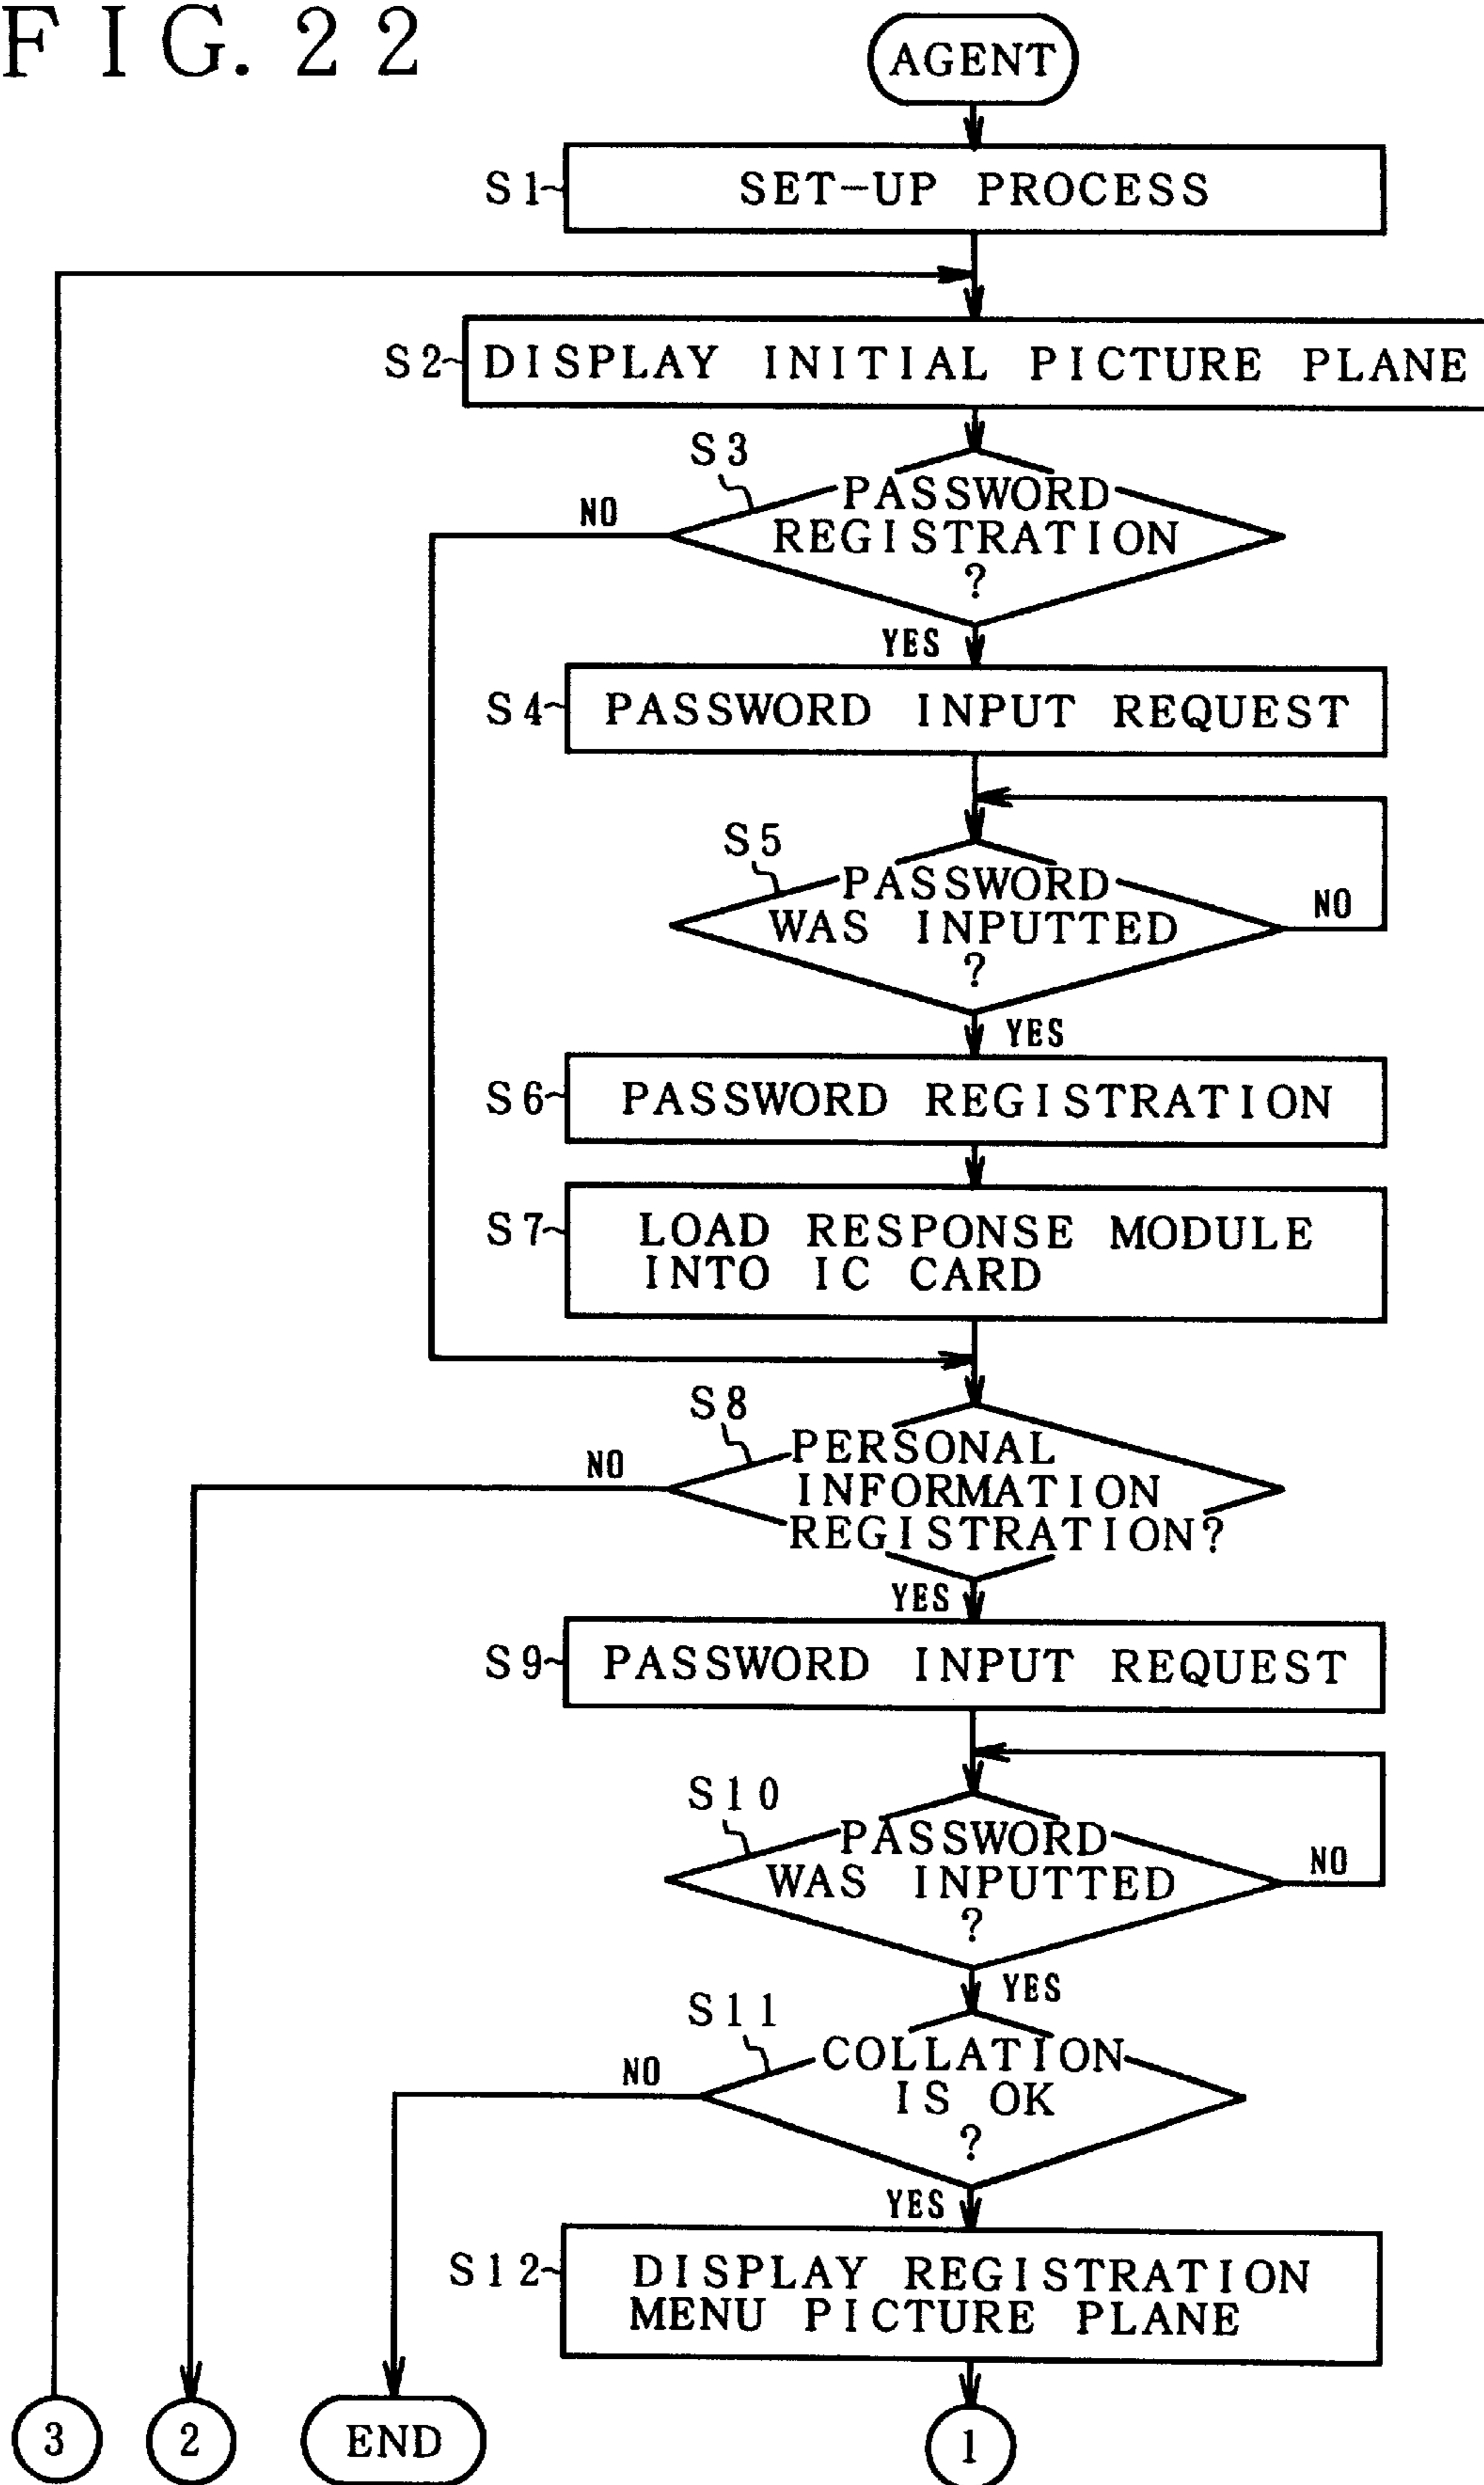 FIG. 22
AGENT
S1
SET-UP PROCESS
S2
DISPLAY INITIAL PICTURE PLANE
S3
PASSWORD
REGISTRATION
?
NO
YES
S4
PASSWORD INPUT REQUEST
S5
PASSWORD
WAS INPUTTED
?
NO
YES
S6
PASSWORD REGISTRATION
S7
LOAD RESPONSE MODULE
INTO IC CARD
S8
PERSONAL
INFORMATION
REGISTRATION?
NO
YES
S9
PASSWORD INPUT REQUEST
S10
PASSWORD
WAS INPUTTED
?
NO
YES
S11
COLLATION
IS OK
?
NO
YES
S12
DISPLAY REGISTRATION
MENU PICTURE PLANE
3
2
END
1